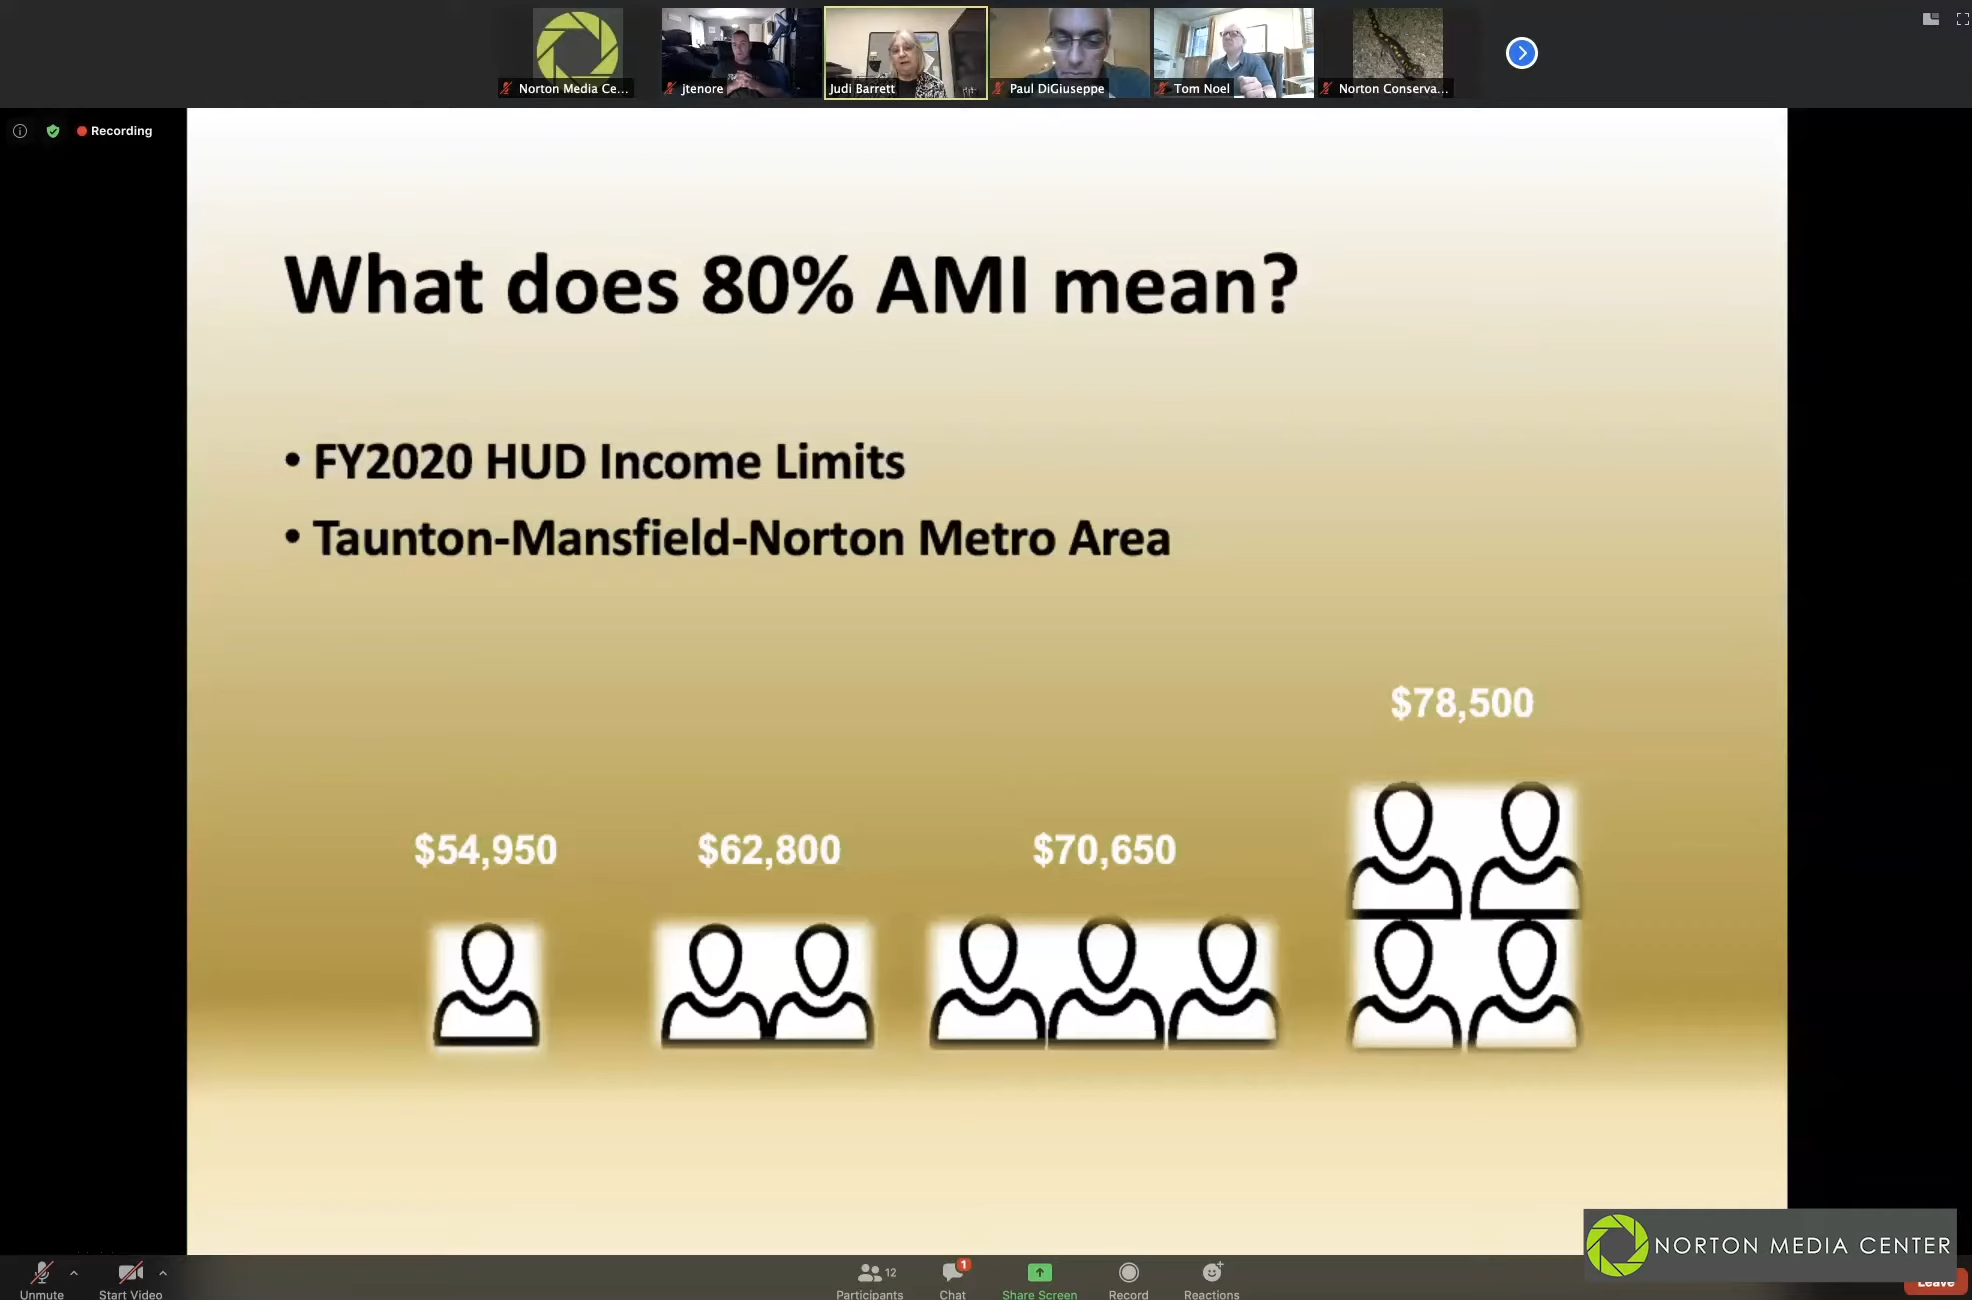 Norton Media Ce...
jtenore
Judi Barrett
Paul DiGiuseppe
Tom Noel
Norton Conserva...
Recording
What does 80% AMI mean?
• FY2020 HUD Income Limits
• Taunton-Mansfield-Norton Metro Area
$78,500
$54,950
$62,800
$70,650
NORTON MEDIA CENTER
12
1
Unmute
Start Video
Participants
Chat
Share Screen
Record
Reactions
Leave